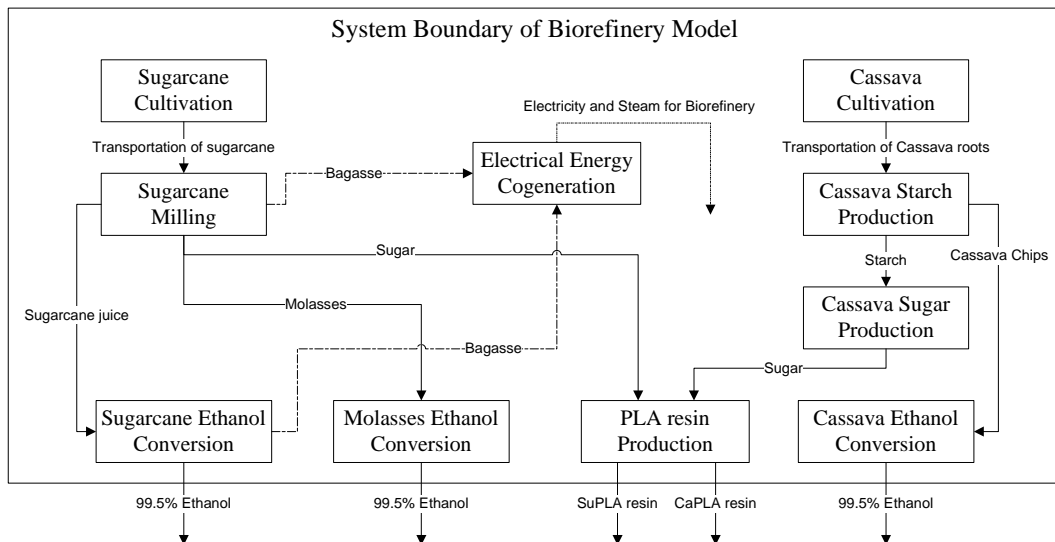 System Boundary of Biorefinery Model
Sugarcane
Cultivation
Cassava
Cultivation
Electricity and Steam for Biorefinery
Transportation of sugarcane
Transportation of Cassava roots
Electrical Energy
Cogeneration
Bagasse
Sugarcane
Milling
Cassava Starch
Production
Sugar
Starch
Cassava Chips
Molasses
Cassava Sugar
Production
Sugarcane juice
Bagasse
Sugar
Sugarcane Ethanol
Conversion
Molasses Ethanol
Conversion
PLA resin
Production
Cassava Ethanol
Conversion
99.5% Ethanol
99.5% Ethanol
SuPLA resin
CaPLA resin
99.5% Ethanol